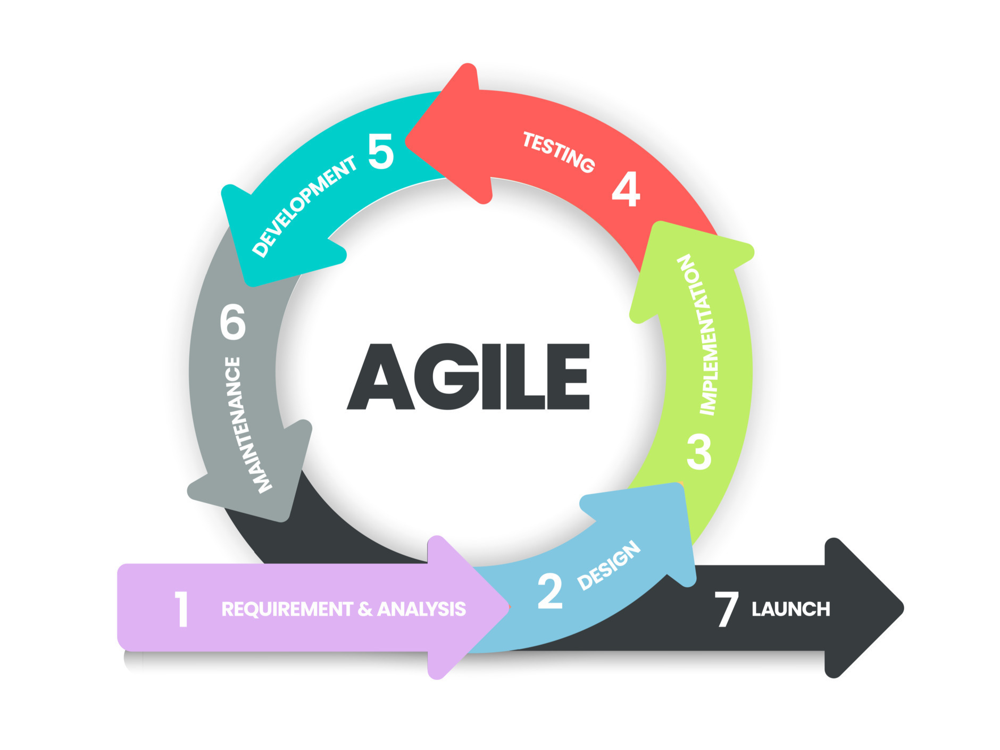 AGILE
1 REQUIREMENT & ANALYSIS
2 DESIGN
3 IMPLEMENTATION
4 TESTING
5 DEVELOPMENT
6 MAINTENANCE
7 LAUNCH